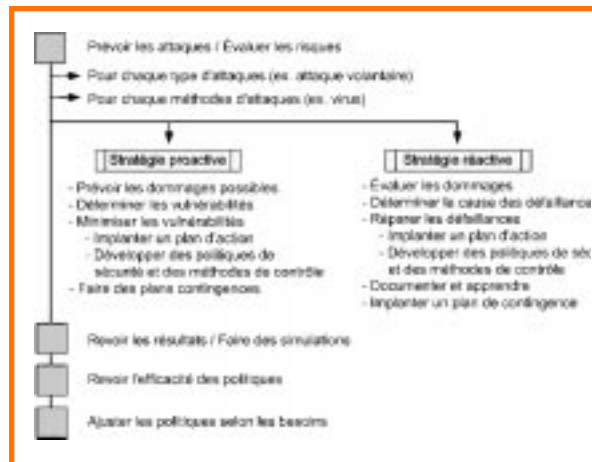 Prévoir les attaques / Évaluer les risques
Pour chaque type d'attaques (es. attaque volantaire)
Pour chaque méthodes d'attaques (es. virus)
Stratégie proactive
- Prévoir les dommages possibles
- Déterminer les vulnérabilités
- Minimiser les vulnérabilités
- Implanter un plan d'action
- Développer des politiques de
sécurité et des méthodes de contrôle
- Faire des plans contingences
Stratégie réactive
- Évaluer les dommages
- Déterminer la cause des défaillance
- Réparer les défaillances
- Implanter un plan d'action
- Développer des politiques de séc
et des méthodes de contrôle
- Documenter et apprendre
- Implanter un plan de contingence
Revoir les résultats / Faire des simulations
Revoir l'efficacité des politiques
Ajuster les politiques selon les besoins